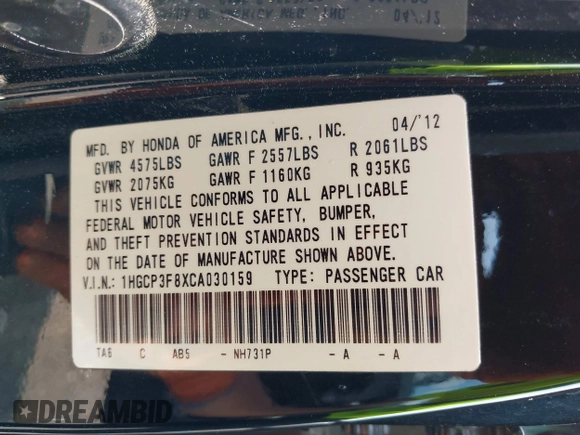 MFD. BY HONDA OF AMERICA MFG., INC. 04/'12
GVWR 4575LBS GAWR F 2557LBS R 2061LBS
GVWR 2075KG GAWR F 1160KG R 935KG
THIS VEHICLE CONFORMS TO ALL APPLICABLE
FEDERAL MOTOR VEHICLE SAFETY, BUMPER,
AND THEFT PREVENTION STANDARDS IN EFFECT
ON THE DATE OF MANUFACTURE SHOWN ABOVE.
V.I.N.: 1HGCP3F8XCA030159 TYPE: PASSENGER CAR
TA6 C AB5 - NH731P - A - A
DREAMBID